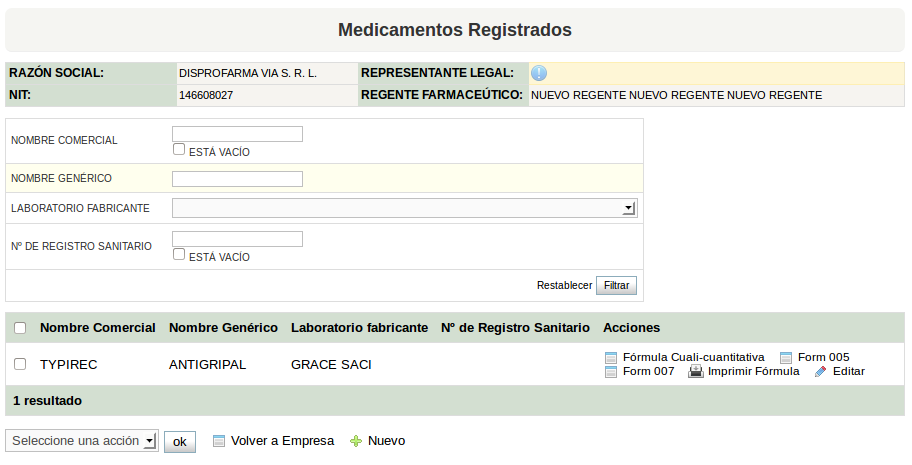 Medicamentos Registrados
RAZÓN SOCIAL: DISPROFARMA VIA S. R. L. REPRESENTANTE LEGAL:
NIT: 146608027 REGENTE FARMACEÚTICO: NUEVO REGENTE NUEVO REGENTE NUEVO REGENTE
NOMBRE COMERCIAL
ESTÁ VACÍO
NOMBRE GENÉRICO
LABORATORIO FABRICANTE
Nº DE REGISTRO SANITARIO
ESTÁ VACÍO
Restablecer Filtrar
Nombre Comercial Nombre Genérico Laboratorio fabricante Nº de Registro Sanitario Acciones
TYPIREC ANTIGRIPAL GRACE SACI Fórmula Cuali-cuantitativa Form 005
Form 007 Imprimir Fórmula Editar
1 resultado
Seleccione una acción ok Volver a Empresa Nuevo